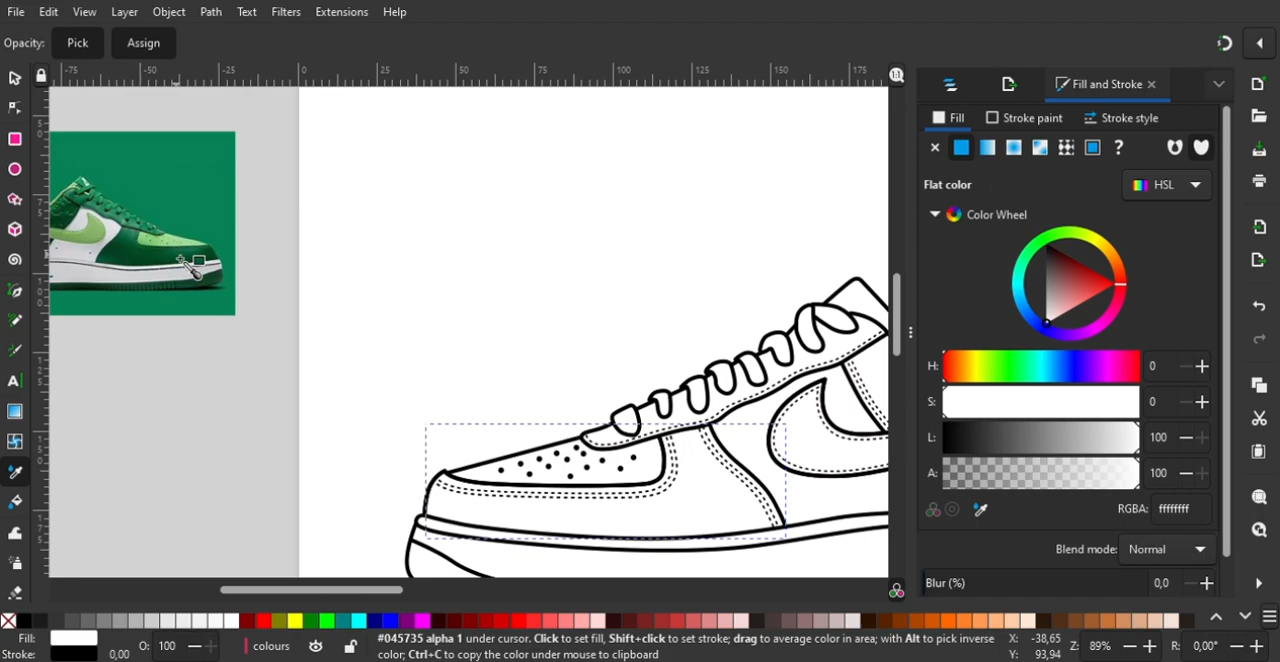 File Edit View Layer Object Path Text Filters Extensions Help
Opacity: Pick Assign
-75 -50 -25 0 25 50 75 100 125 150 175
Fill and Stroke
Fill Stroke paint Stroke style
?
Flat color HSL
Color Wheel
H: 0
S: 0
L: 100
A: 100
RGBA: ffffffff
Blend mode: Normal
Blur (%) 0,0
Fill:
Stroke: 0,00
O: 100
colours
#045735 alpha 1 under cursor. Click to set fill, Shift+click to set stroke; drag to average color in area; with Alt to pick inverse
color; Ctrl+C to copy the color under mouse to clipboard
X: -38,65
Y: 93,94
Z: 89%
R: 0,00°